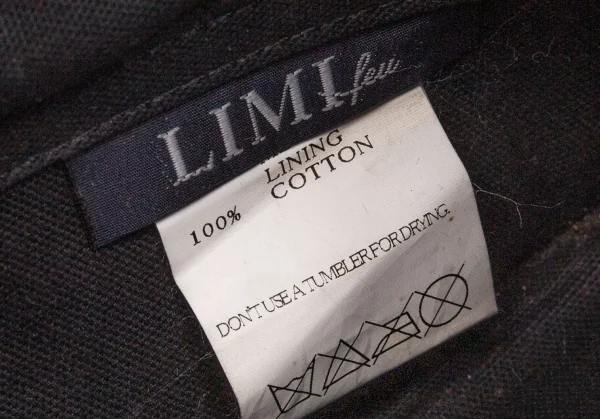 LIMI feu
LINING
100% COTTON
DON'T USE A TUMBLER FOR DRYING.